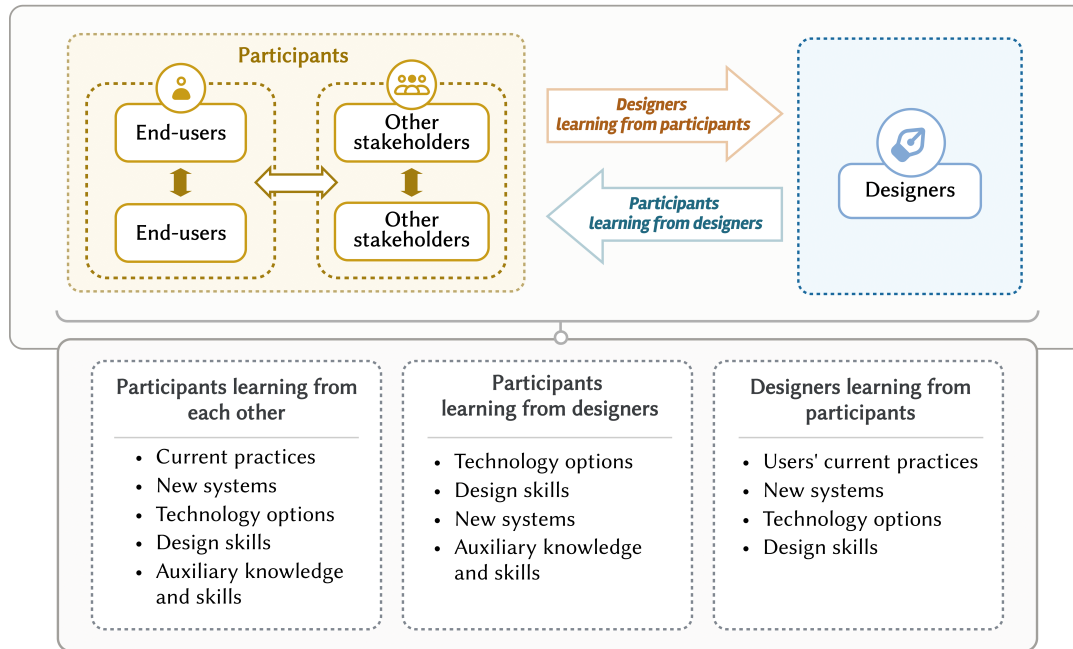 Participants
End-users
End-users
Other
stakeholders
Other
stakeholders
Designers
learning from participants
Participants
learning from designers
Designers
Participants learning from
each other
• Current practices
• New systems
• Technology options
• Design skills
• Auxiliary knowledge
and skills
Participants
learning from designers
• Technology options
• Design skills
• New systems
• Auxiliary knowledge
and skills
Designers learning from
participants
• Users' current practices
• New systems
• Technology options
• Design skills